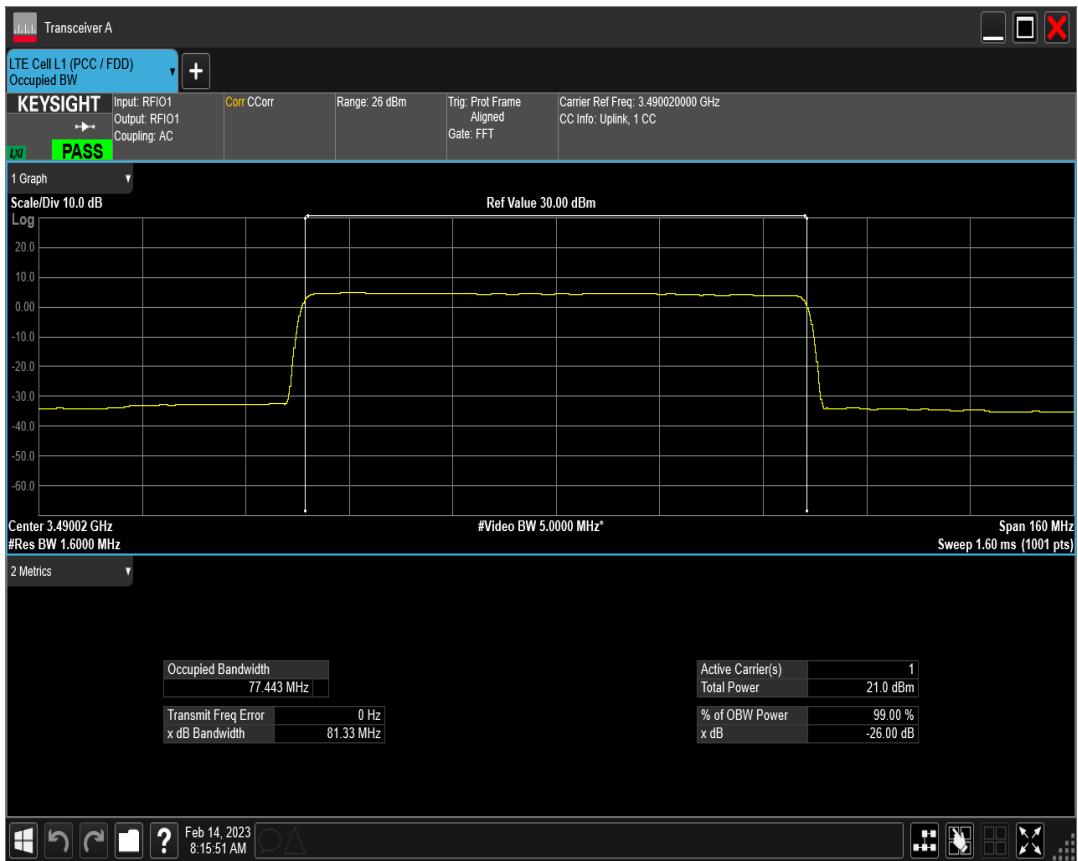 Transceiver A
LTE Cell L1 (PCC / FDD)
Occupied BW
KEYSIGHT
LXI
PASS
Input: RFIO1
Output: RFIO1
Coupling: AC
Corr CCorr
Range: 26 dBm
Trig: Prot Frame
Aligned
Gate: FFT
Carrier Ref Freq: 3.490020000 GHz
CC Info: Uplink, 1 CC
1 Graph
Scale/Div 10.0 dB
Ref Value 30.00 dBm
Log
20.0
10.0
0.00
-10.0
-20.0
-30.0
-40.0
-50.0
-60.0
Center 3.49002 GHz
#Video BW 5.0000 MHz*
Span 160 MHz
#Res BW 1.6000 MHz
Sweep 1.60 ms (1001 pts)
2 Metrics
Occupied Bandwidth
77.443 MHz
Transmit Freq Error 0 Hz
x dB Bandwidth 81.33 MHz
Active Carrier(s) 1
Total Power 21.0 dBm
% of OBW Power 99.00 %
x dB -26.00 dB
Feb 14, 2023
8:15:51 AM